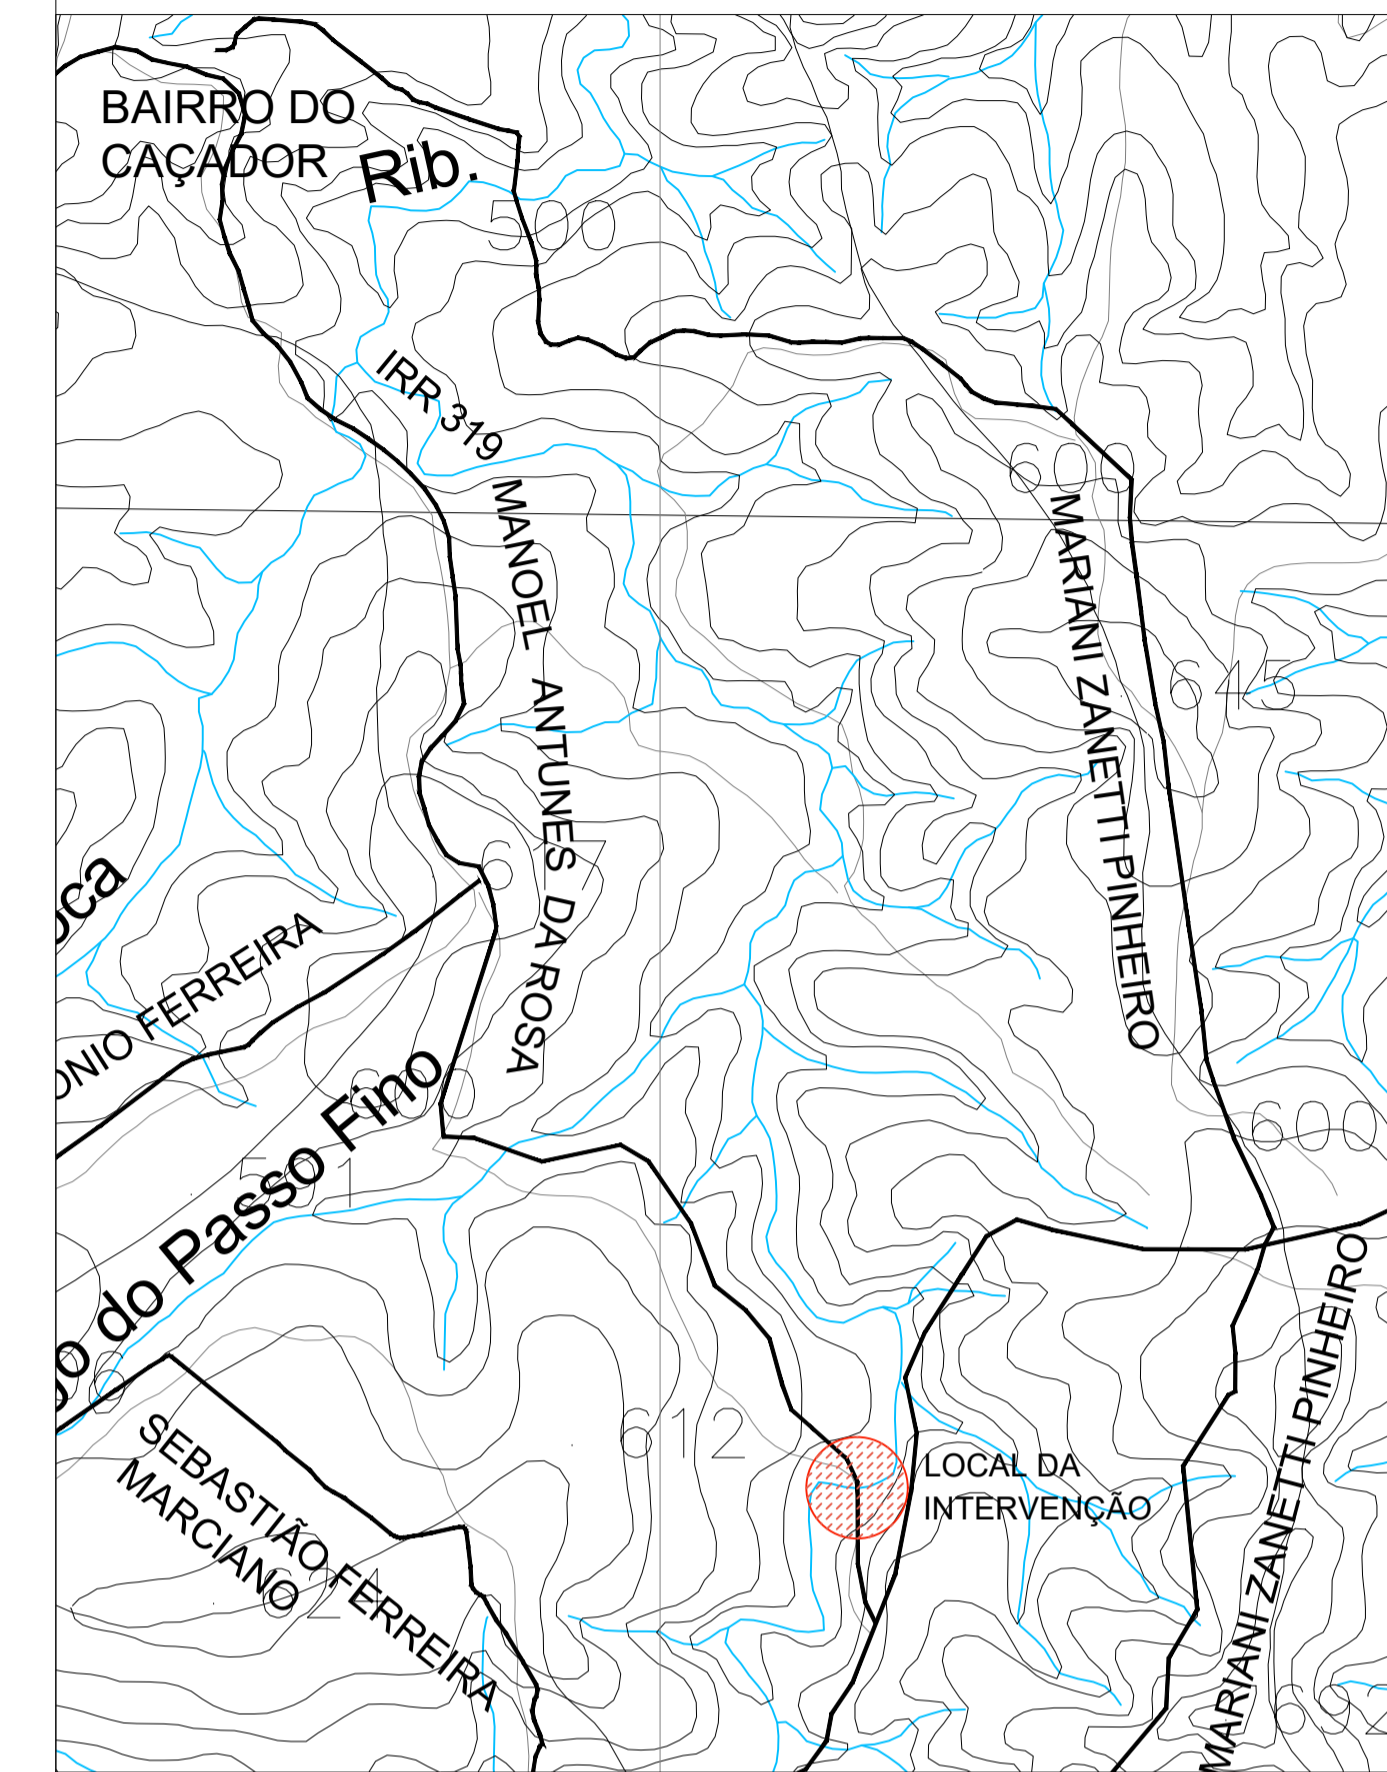 BAIRRO DO
CAÇADOR
Rib.
500
IRR 319
600
MANOEL ANTUNES DA ROSA
MARIANI ZANETTI PINHEIRO
645
FERREIRA
do Passo Fino
600
612
LOCAL DA
INTERVENÇÃO
SEBASTIÃO FERREIRA
MARCIANO
MARIANI ZANETTI PINHEIRO